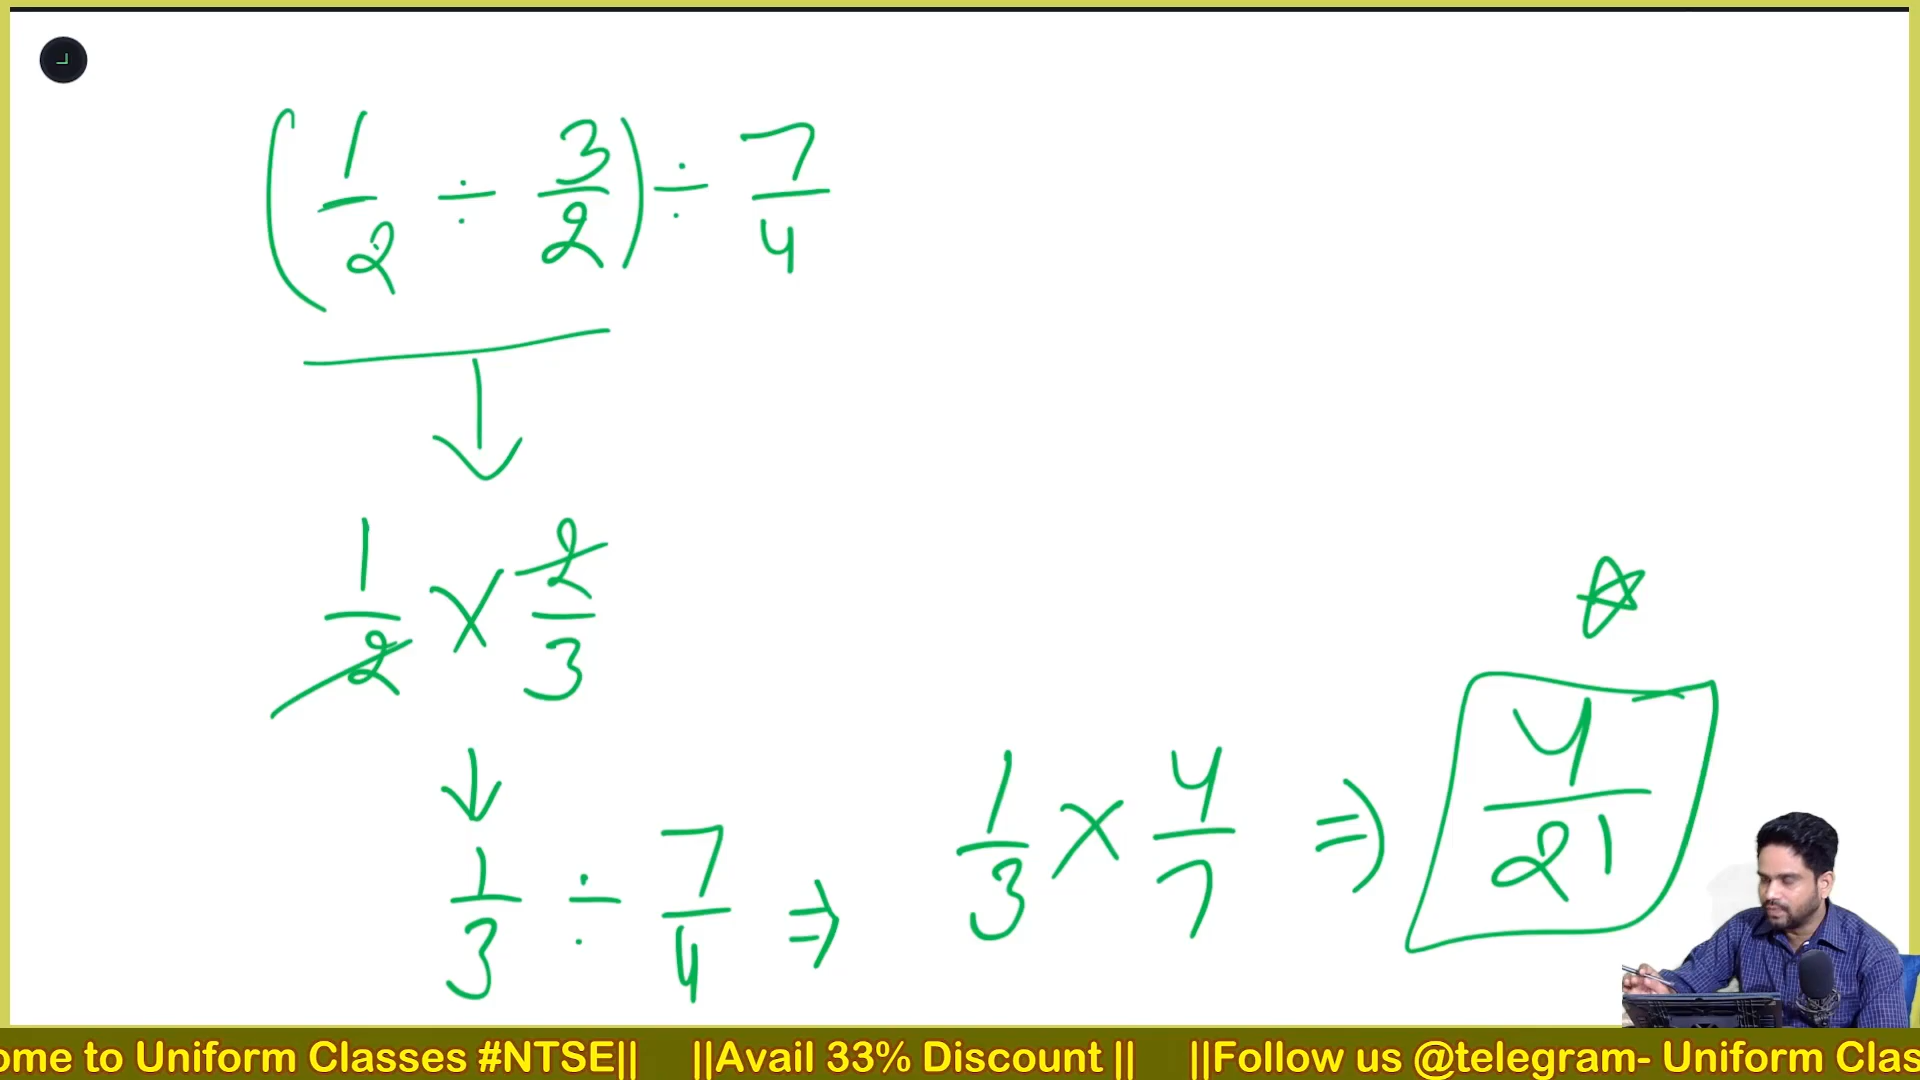 (1/2 ÷ 3/2) ÷ 7/4
1/2 × 2/3
1/3 ÷ 7/4 ⇒ 1/3 × 4/7 ⇒ 4/21
ome to Uniform Classes #NTSE|| ||Avail 33% Discount || ||Follow us @telegram- Uniform Clas